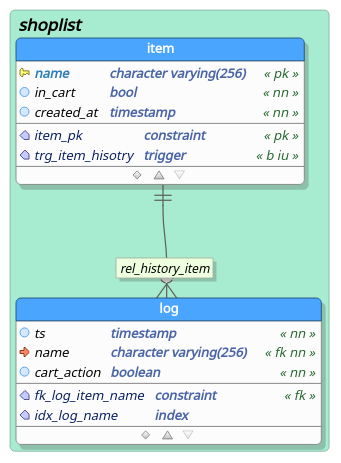 shoplist
item
name character varying(256) « pk »
in_cart bool « nn »
created_at timestamp « nn »
item_pk constraint « pk »
trg_item_hisotry trigger « b iu »
rel_history_item
log
ts timestamp « nn »
name character varying(256) « fk nn »
cart_action boolean « nn »
fk_log_item_name constraint « fk »
idx_log_name index